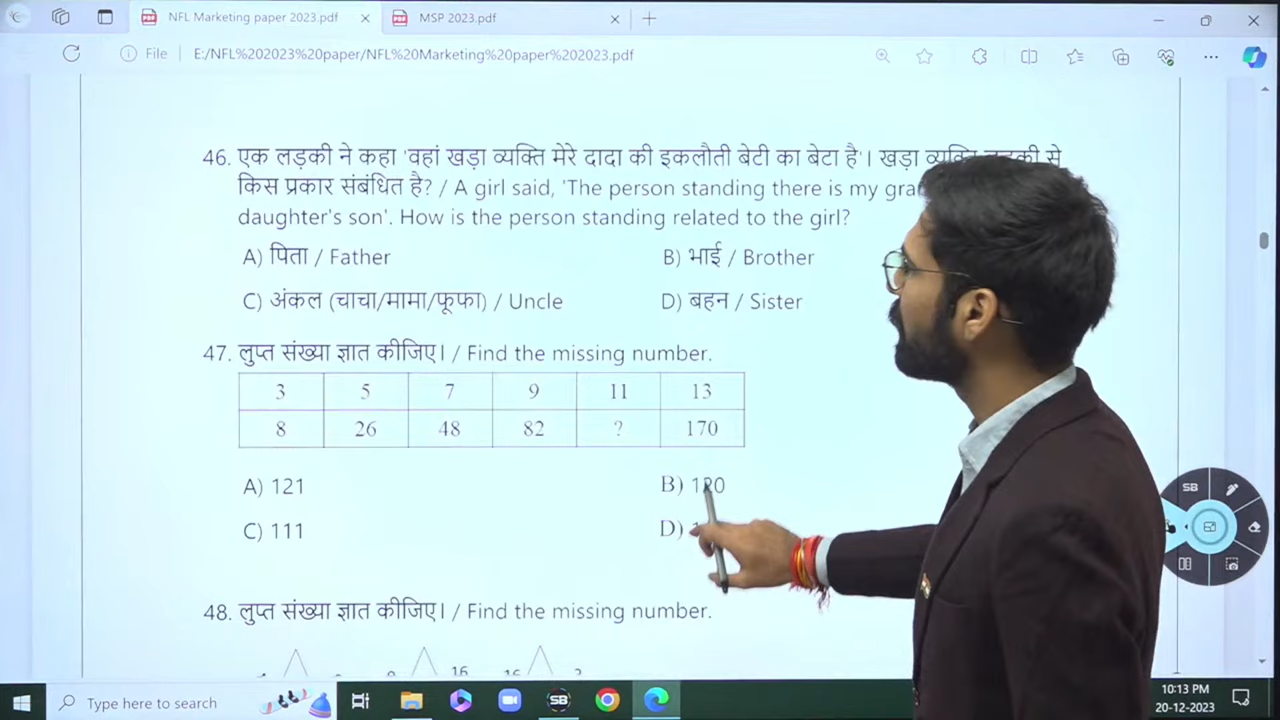 NFL Marketing paper 2023.pdf
MSP 2023.pdf
File E:/NFL%202023%20paper/NFL%20Marketing%20paper%202023.pdf
46. एक लड़की ने कहा 'वहां खड़ा व्यक्ति मेरे दादा की इकलौती बेटी का बेटा है'। खड़ा व्यक्ति लड़की से
किस प्रकार संबंधित है? / A girl said, 'The person standing there is my
daughter's son'. How is the person standing related to the girl?
A) पिता / Father B) भाई / Brother
C) अंकल (चाचा/मामा/फूफा) / Uncle D) बहन / Sister
47. लुप्त संख्या ज्ञात कीजिए। / Find the missing number.
3 5 7 9 11 13
8 26 48 82 ? 170
A) 121 B) 120
C) 111 D)
48. लुप्त संख्या ज्ञात कीजिए। / Find the missing number.
16
SB
Type here to search
SB
10:13 PM
20-12-2023